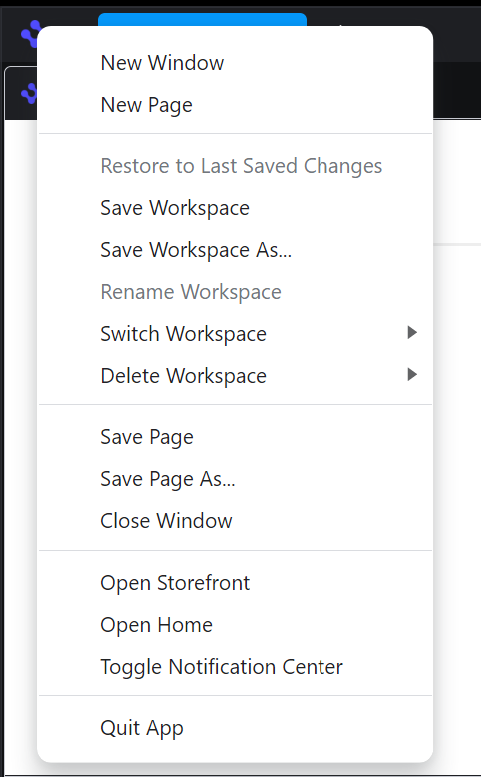 New Window
New Page
Restore to Last Saved Changes
Save Workspace
Save Workspace As...
Rename Workspace
Switch Workspace
Delete Workspace
Save Page
Save Page As...
Close Window
Open Storefront
Open Home
Toggle Notification Center
Quit App